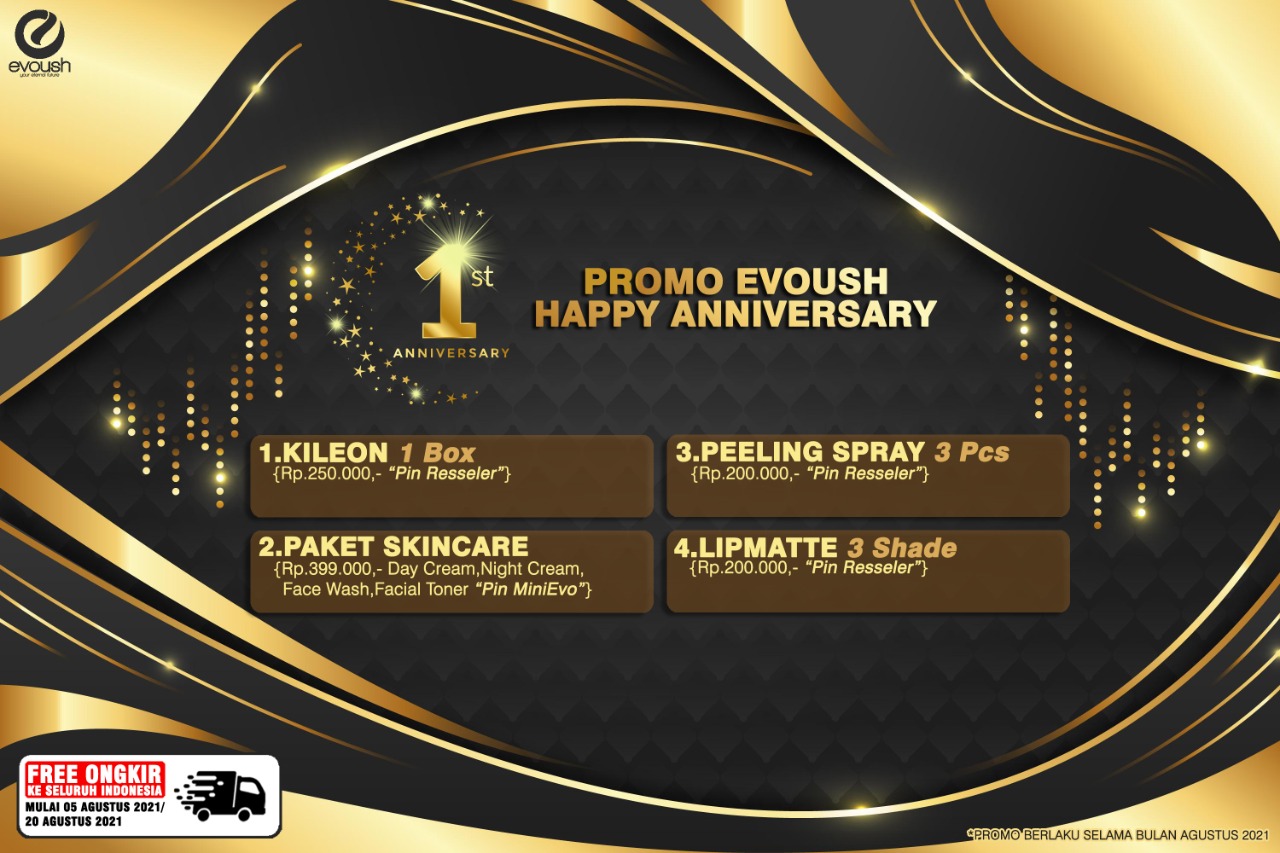 evoush
your eternal future
1st
ANNIVERSARY
PROMO EVOUSH
HAPPY ANNIVERSARY
1.KILEON 1 Box
{Rp.250.000,- “Pin Resseler”}
2.PAKET SKINCARE
{Rp.399.000,- Day Cream,Night Cream,
Face Wash,Facial Toner “Pin MiniEvo”}
3.PEELING SPRAY 3 Pcs
{Rp.200.000,- “Pin Resseler”}
4.LIPMATTE 3 Shade
{Rp.200.000,- “Pin Resseler”}
FREE ONGKIR
KE SELURUH INDONESIA
MULAI 05 AGUSTUS 2021/
20 AGUSTUS 2021
*PROMO BERLAKU SELAMA BULAN AGUSTUS 2021